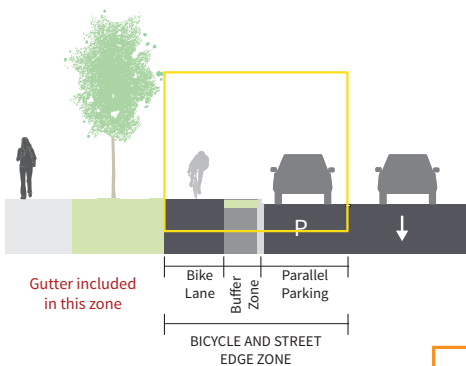 P
Gutter included
in this zone
Bike
Lane
Buffer
Zone
Parallel
Parking
BICYCLE AND STREET
EDGE ZONE